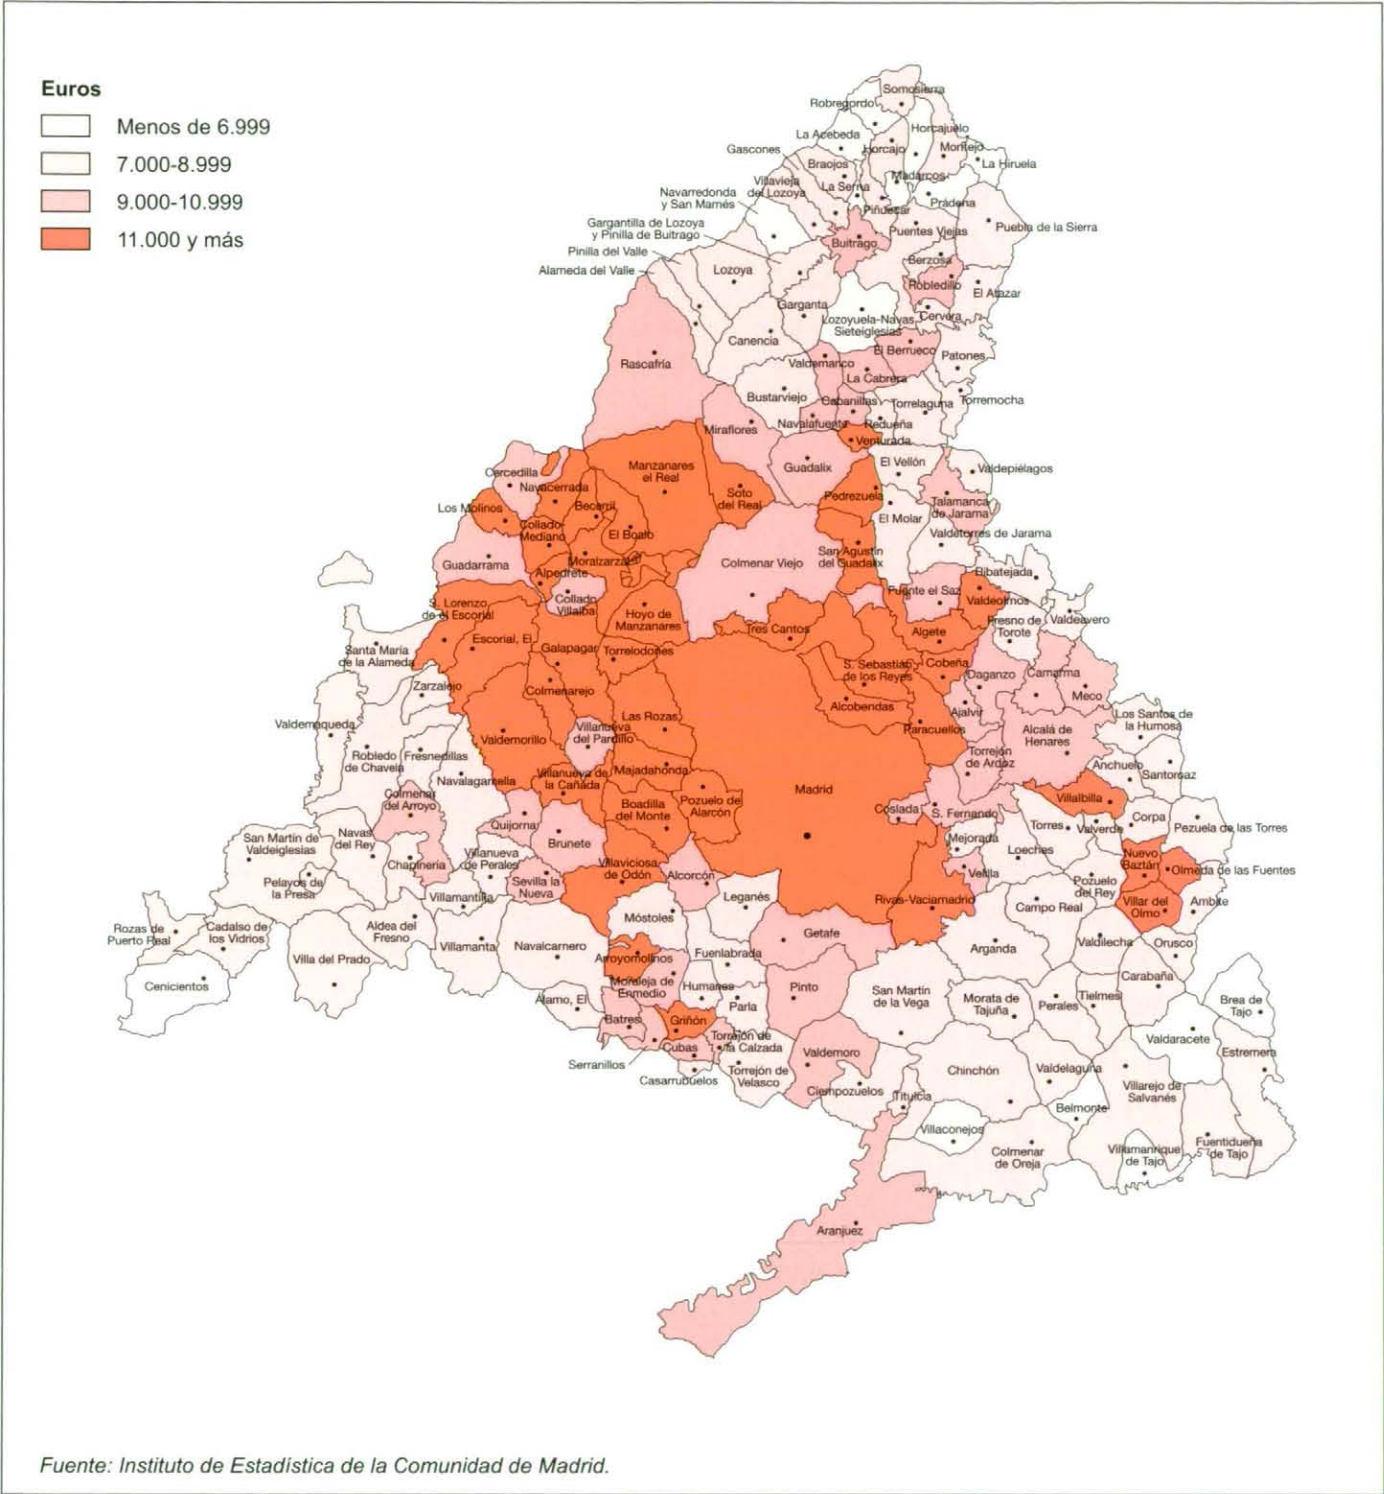 Euros
Menos de 6.999
7.000-8.999
9.000-10.999
11.000 y más
Somosierra
Robregordo
La Acebeda
Horcajuelo
Gascones
Horcajo
Montejo
Braojos
La Hiruela
Madarcos
Villavieja
del Lozoya
La Serna
Navarredonda
y San Mamés
Prádena
Piñuécar
Gargantilla de Lozoya
y Pinilla de Buitrago
Puentes Viejas
Puebla de la Sierra
Buitrago
Pinilla del Valle
Berzosa
Alameda del Valle
Lozoya
Robledillo
El Atazar
Garganta
Cervera
Lozoyuela-Navas
Sieteiglesias
Canencia
El Berrueco
Patones
Rascafría
Valdemanco
La Cabrera
Bustarviejo
Cabanillas
Torrelaguna
Torremocha
Navalafuente
Redueña
Miraflores
Venturada
Guadalix
El Vellón
Valdepiélagos
Cercedilla
Manzanares
el Real
Navacerrada
Soto
del Real
Pedrezuela
Talamanca
de Jarama
Los Molinos
Becerril
El Molar
Collado-
Mediano
El Boalo
Valdetorres de Jarama
Guadarrama
Moralzarzal
Colmenar Viejo
San Agustín
del Guadalix
Alpedrete
Ribatejada
Collado
Villalba
Fuente el Saz
Valdeolmos
S. Lorenzo
de el Escorial
Hoyo de
Manzanares
Fresno de
Torote
Valdeavero
Tres Cantos
Algete
Escorial, El
Galapagar
Torrelodones
Santa María
de la Alameda
S. Sebastián
de los Reyes
Cobeña
Daganzo
Camarma
Zarzalejo
Colmenarejo
Meco
Alcobendas
Ajalvir
Valdemaqueda
Las Rozas
Los Santos de
la Humosa
Villanueva
del Pardillo
Paracuellos
Alcalá de
Henares
Valdemorillo
Robledo
de Chavela
Fresnedillas
Torrejón
de Ardoz
Anchuelo
Santorcaz
Navalagamella
Villanueva de
la Cañada
Majadahonda
Madrid
Colmenar
del Arroyo
Boadilla
del Monte
Pozuelo de
Alarcón
Villalbilla
Coslada
S. Fernando
Quijorna
Torres
Valverde
Corpa
Pezuela de las Torres
San Martín de
Valdeiglesias
Navas
del Rey
Brunete
Mejorada
Loeches
Chapinería
Villanueva
de Perales
Villaviciosa
de Odón
Nuevo
Baztán
Olmeda de las Fuentes
Pelayos de
la Presa
Sevilla la
Nueva
Alcorcón
Velilla
Pozuelo
del Rey
Villamantilla
Leganés
Rivas-Vaciamadrid
Campo Real
Villar del
Olmo
Ambite
Móstoles
Rozas de
Puerto Real
Cadalso de
los Vidrios
Aldea del
Fresno
Getafe
Arganda
Valdilecha
Orusco
Villamanta
Navalcarnero
Villa del Prado
Arroyomolinos
Fuenlabrada
Carabaña
Cenicientos
Moraleja de
Enmedio
Humanes
Pinto
San Martín
de la Vega
Álamo, El
Parla
Morata de
Tajuña
Perales
Tielmes
Brea de
Tajo
Batres
Griñón
Torrejón de
la Calzada
Valdaracete
Serranillos
Cubas
Valdemoro
Estremera
Casarrubuelos
Torrejón de
Velasco
Chinchón
Valdelaguna
Ciempozuelos
Titulcia
Villarejo de
Salvanés
Belmonte
Villaconejos
Colmenar
de Oreja
Villamanrique
de Tajo
Fuentidueña
de Tajo
Aranjuez
Fuente: Instituto de Estadística de la Comunidad de Madrid.